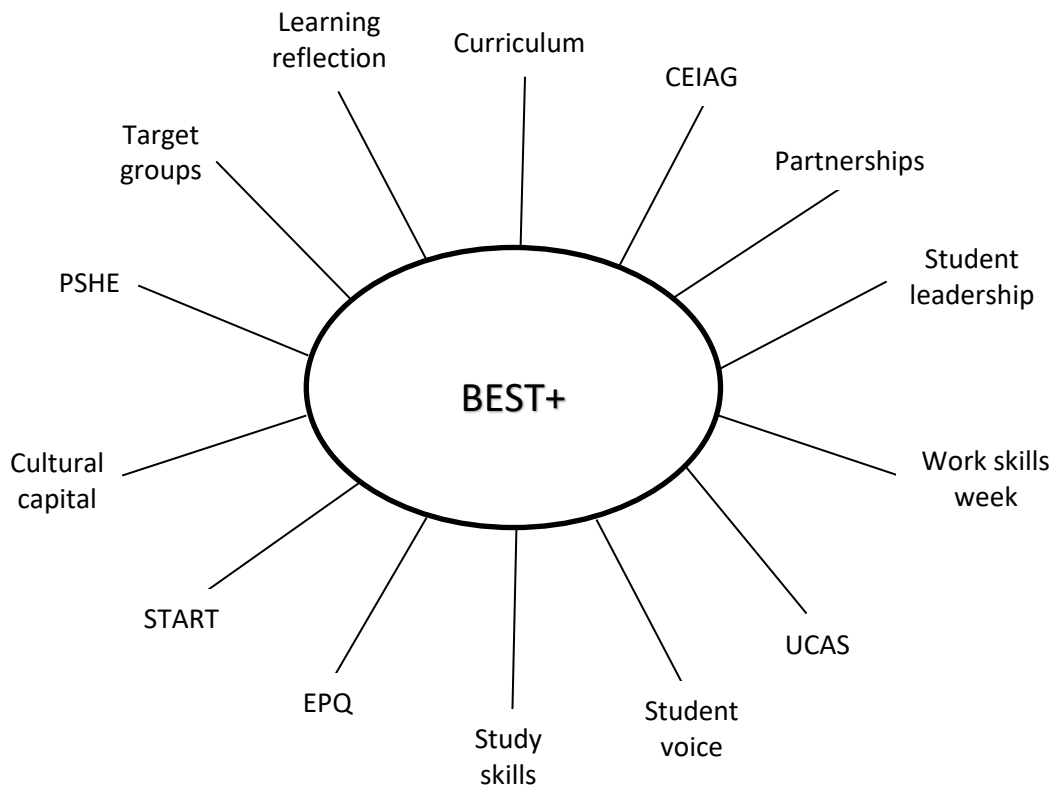 Learning
reflection
Curriculum
CEIAG
Partnerships
Student
leadership
Work skills
week
UCAS
Student
voice
Study
skills
EPQ
START
Cultural
capital
PSHE
Target
groups
BEST+